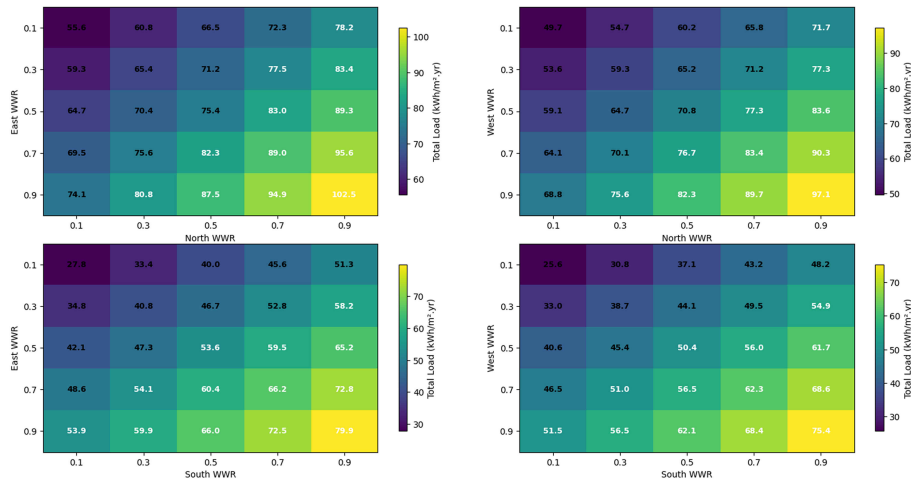 0.1 55.6 60.8 66.5 72.3 78.2
0.3 59.3 65.4 71.2 77.5 83.4
0.5 64.7 70.4 75.4 83.0 89.3
0.7 69.5 75.6 82.3 89.0 95.6
0.9 74.1 80.8 87.5 94.9 102.5
0.1 0.3 0.5 0.7 0.9
North WWR
East WWR
100
90
80
70
60
Total Load (kWh/m².yr)
0.1 49.7 54.7 60.2 65.8 71.7
0.3 53.6 59.3 65.2 71.2 77.3
0.5 59.1 64.7 70.8 77.3 83.6
0.7 64.1 70.1 76.7 83.4 90.3
0.9 68.8 75.6 82.3 89.7 97.1
0.1 0.3 0.5 0.7 0.9
North WWR
West WWR
90
80
70
60
50
Total Load (kWh/m².yr)
0.1 27.8 33.4 40.0 45.6 51.3
0.3 34.8 40.8 46.7 52.8 58.2
0.5 42.1 47.3 53.6 59.5 65.2
0.7 48.6 54.1 60.4 66.2 72.8
0.9 53.9 59.9 66.0 72.5 79.9
0.1 0.3 0.5 0.7 0.9
South WWR
East WWR
70
60
50
40
30
Total Load (kWh/m².yr)
0.1 25.6 30.8 37.1 43.2 48.2
0.3 33.0 38.7 44.1 49.5 54.9
0.5 40.6 45.4 50.4 56.0 61.7
0.7 46.5 51.0 56.5 62.3 68.6
0.9 51.5 56.5 62.1 68.4 75.4
0.1 0.3 0.5 0.7 0.9
South WWR
West WWR
70
60
50
40
30
Total Load (kWh/m².yr)